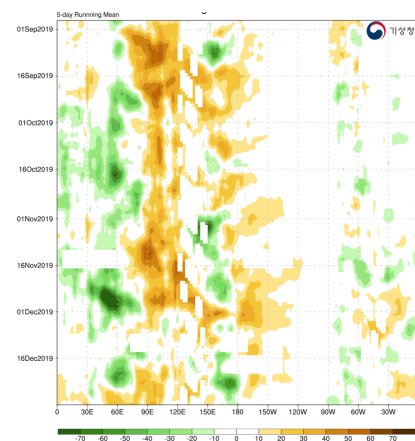 5-day Runnning Mean
기상청
01Sep2019
16Sep2019
01Oct2019
16Oct2019
01Nov2019
16Nov2019
01Dec2019
16Dec2019
0 30E 60E 90E 120E 150E 180W 150W 120W 90W 60W 30W
-70 -60 -50 -40 -30 -20 -10 0 10 20 30 40 50 60 70